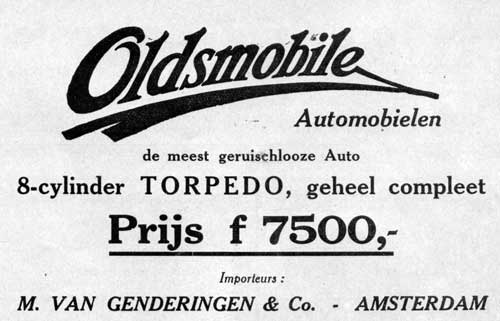 Oldsmobile
Automobielen
de meest geruischlooze Auto
8-cylinder TORPEDO, geheel compleet
Prijs f 7500,-
Importeurs :
M. VAN GENDERINGEN & Co. - AMSTERDAM